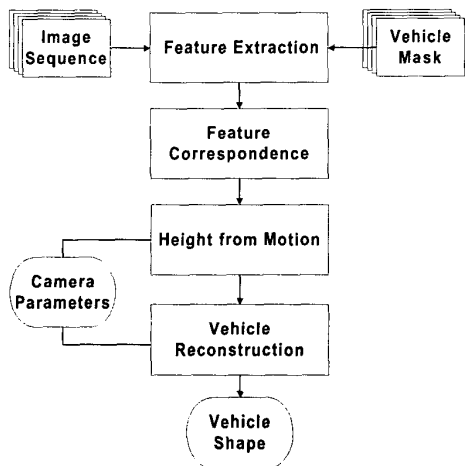 Image
Sequence
Feature Extraction
Vehicle
Mask
Feature
Correspondence
Height from Motion
Camera
Parameters
Vehicle
Reconstruction
Vehicle
Shape